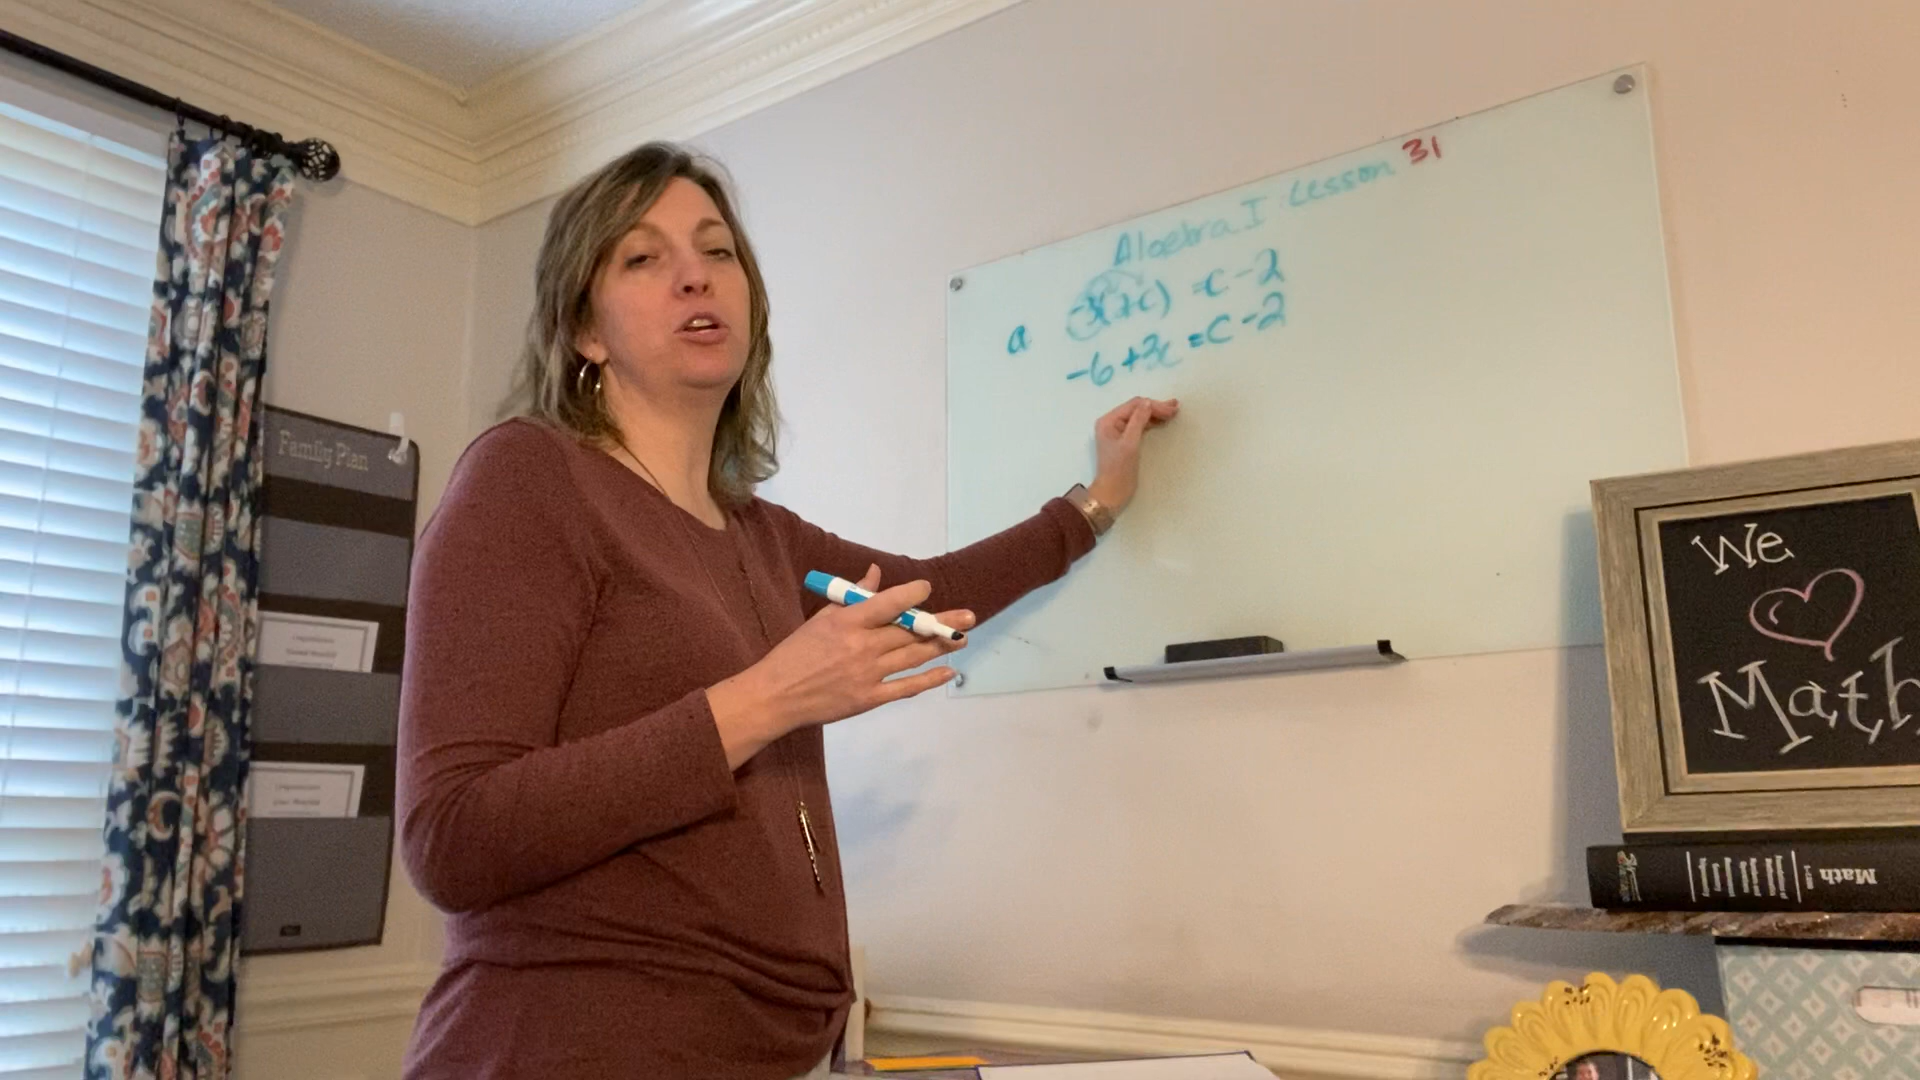 Family Plan
Algebra I Lesson 31
a -3(2-c) = c-2
-6+3c = c-2
We
Math
Math